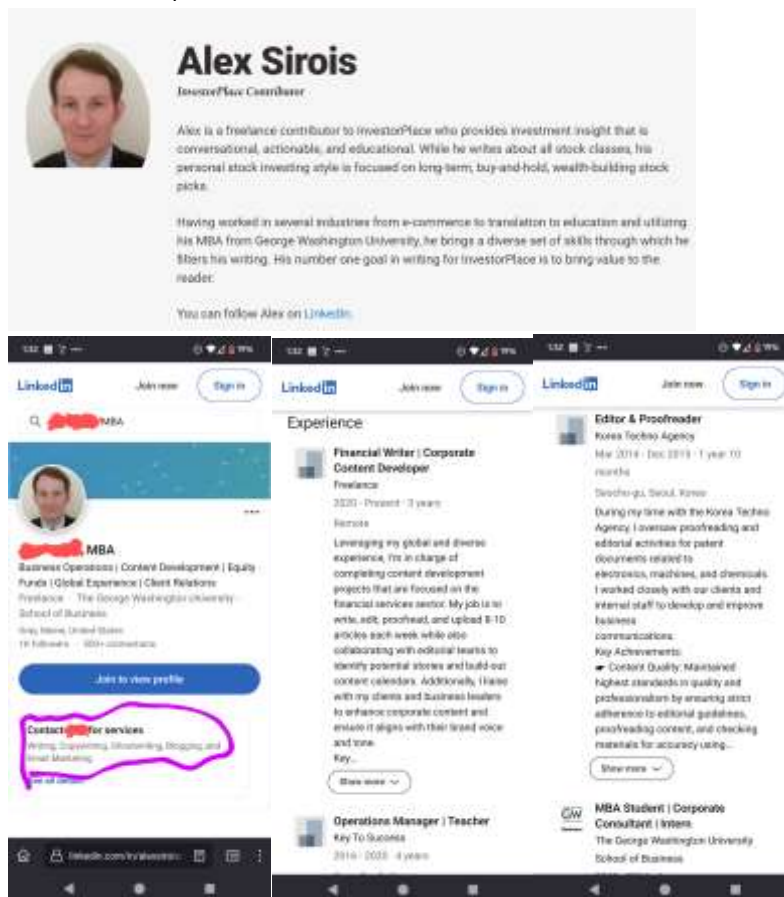 Alex Sirois
InvestorPlace Contributor
Alex is a freelance contributor to InvestorPlace who provides investment insight that is
conversational, actionable, and educational. While he writes about all stock classes, his
personal stock investing style is focused on long-term, buy-and-hold, wealth-building stock
picks.
Having worked in several industries from e-commerce to translation to education and utilizing
his MBA from George Washington University, he brings a diverse set of skills through which he
filters his writing. His number one goal in writing for InvestorPlace is to bring value to the
reader.
You can follow Alex on LinkedIn.
1:32
19%
LinkedIn
Join now
Sign in
MBA
MBA
Business Operations | Content Development | Equity
Funds | Global Experience | Client Relations
Freelance The George Washington University -
School of Business
Gray, Maine, United States
500+ connections
Join to view profile
Contact for services
Writing, Copywriting, Ghostwriting, Blogging, and
Email Marketing
See all details
1:32
19%
LinkedIn
Join now
Sign in
Experience
Financial Writer | Corporate
Content Developer
Freelance
2020 - Present · 3 years
Remote
Leveraging my global and diverse
experience, I'm in charge of
completing content development
projects that are focused on the
financial services sector. My job is to
write, edit, proofread, and upload 8-10
articles each week while also
collaborating with editorial teams to
identify potential stories and build-out
content calendars. Additionally, I liaise
with my clients and business leaders
to enhance corporate content and
ensure it aligns with their brand voice
and tone.
Key...
Show more
Operations Manager | Teacher
Key To Success
2016 - 2020 · 4 years
1:32
19%
LinkedIn
Join now
Sign in
Editor & Proofreader
Korea Techno Agency
Mar 2014 - Dec 2015 · 1 year 10
months
Seocho-gu, Seoul, Korea
During my time with the Korea Techno
Agency, I oversaw proofreading and
editorial activities for patent
documents related to
electronics, machines, and chemicals.
I worked closely with our clients and
internal staff to develop and improve
business
communications.
Key Achievements:
☛ Content Quality: Maintained
highest standards in quality and
professionalism by ensuring strict
adherence to editorial guidelines,
proofreading content, and checking
materials for accuracy using...
Show more
GW
MBA Student | Corporate
Consultant | Intern
The George Washington University
School of Business